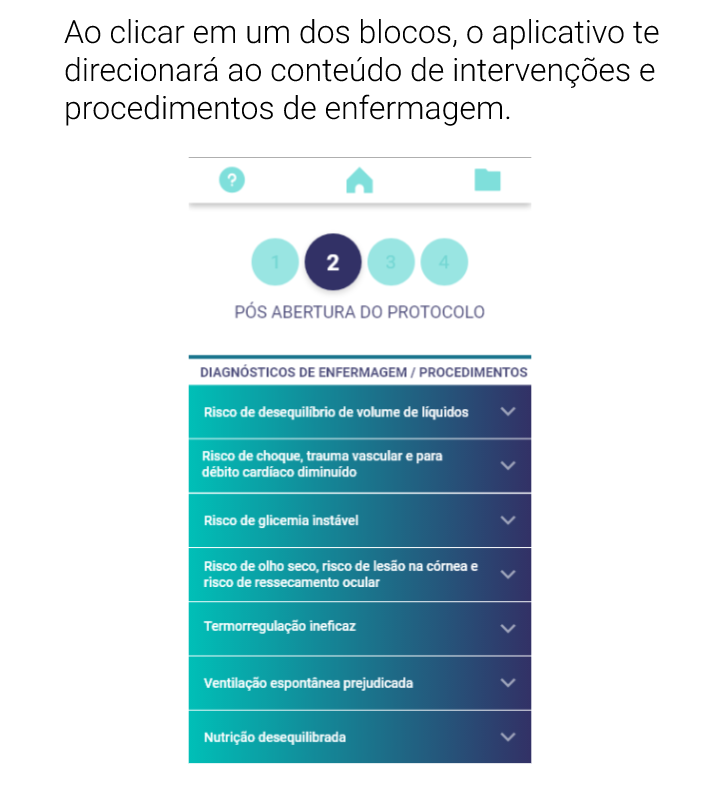 Ao clicar em um dos blocos, o aplicativo te
direcionará ao conteúdo de intervenções e
procedimentos de enfermagem.
?
1 2 3 4
PÓS ABERTURA DO PROTOCOLO
DIAGNÓSTICOS DE ENFERMAGEM / PROCEDIMENTOS
Risco de desequilíbrio de volume de líquidos
Risco de choque, trauma vascular e para
débito cardíaco diminuído
Risco de glicemia instável
Risco de olho seco, risco de lesão na córnea e
risco de ressecamento ocular
Termorregulação ineficaz
Ventilação espontânea prejudicada
Nutrição desequilibrada